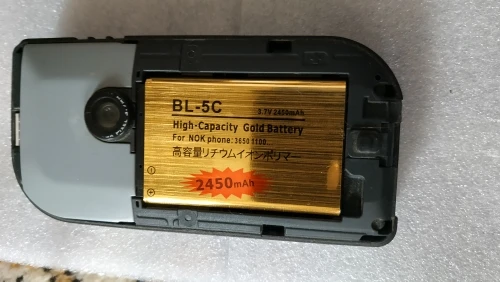 BL-5C
3.7V 2450mAh
High-Capacity Gold Battery
For NOK phone: 3650 1100
高容量リチウムイオンポリマー
2450mAh